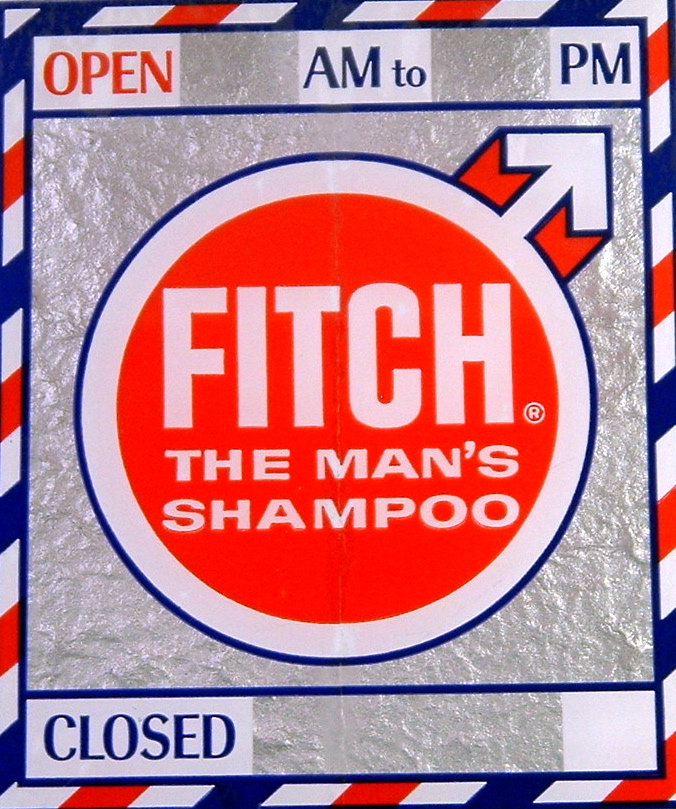 OPEN AM to PM
FITCH®
THE MAN'S
SHAMPOO
CLOSED